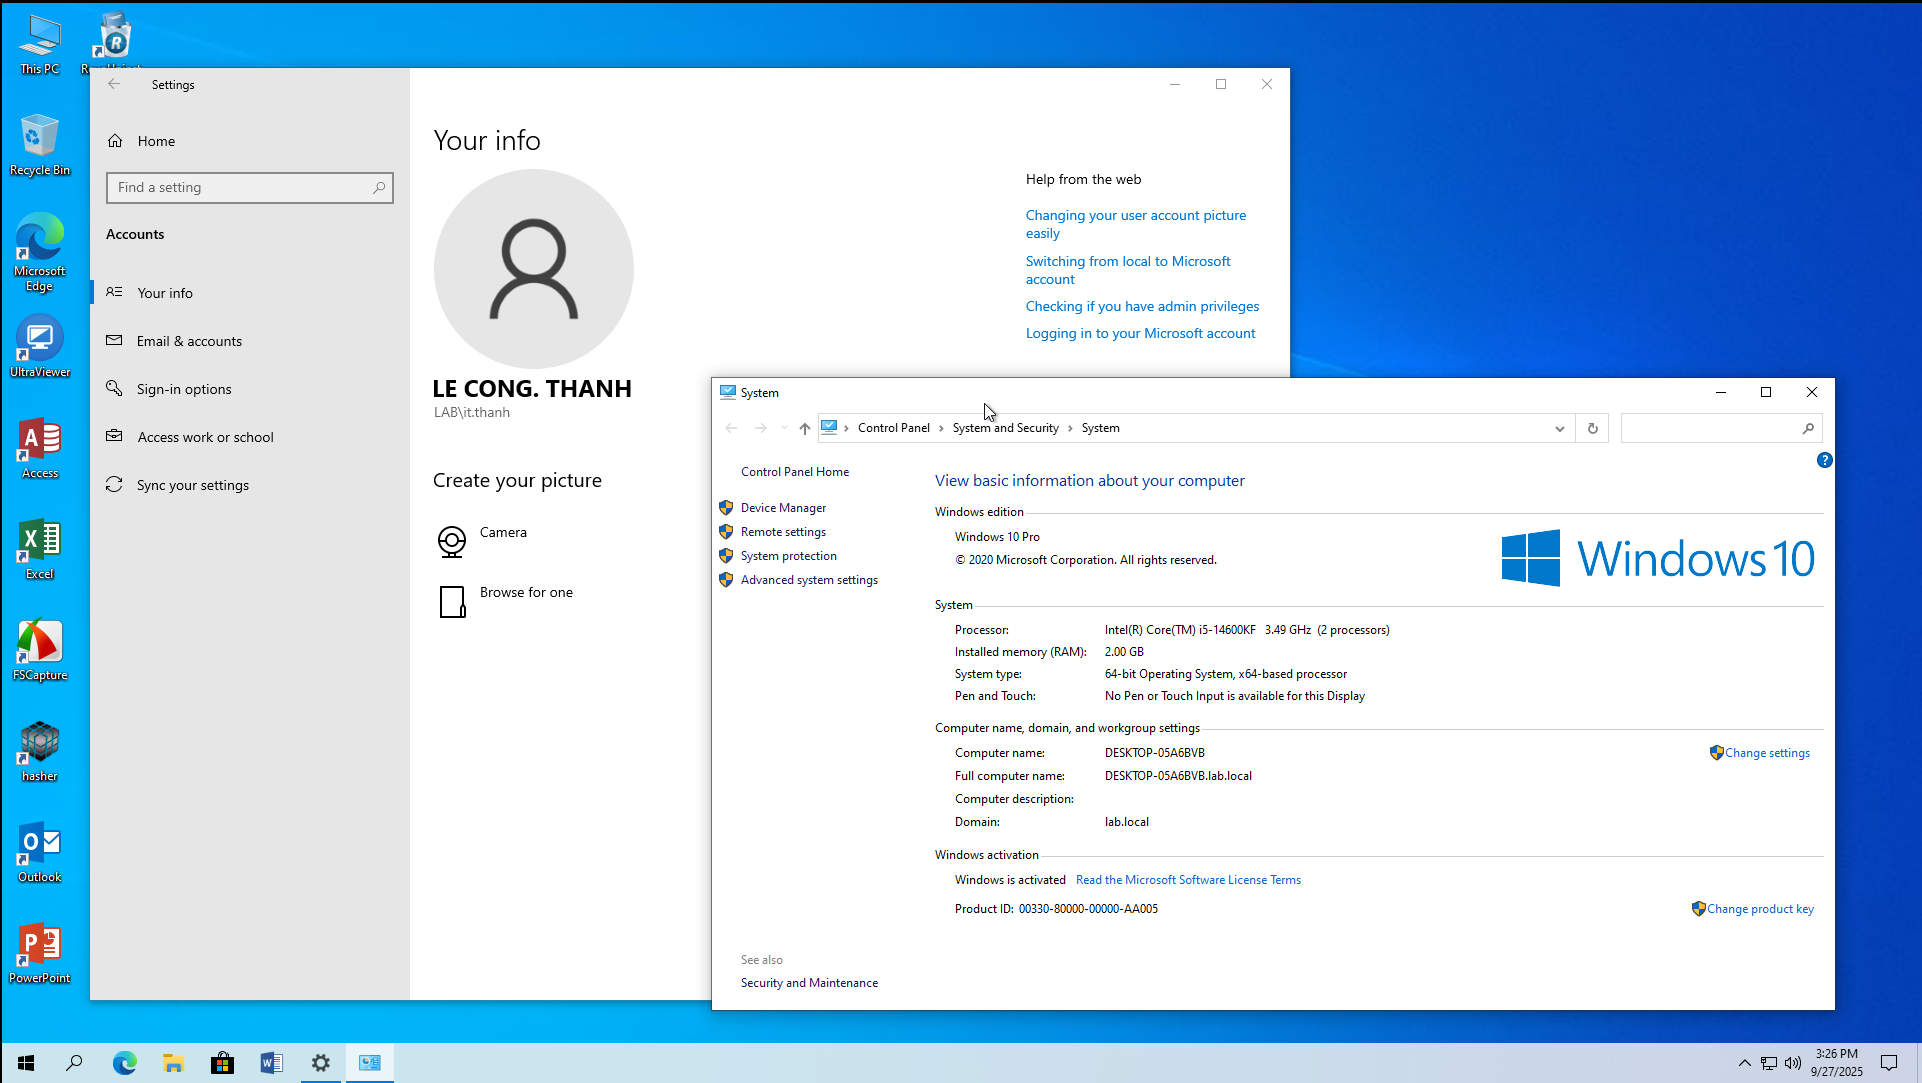 This PC
Recycle Bin
Microsoft
Edge
UltraViewer
Access
Excel
FSCapture
hasher
Outlook
PowerPoint
Settings
Home
Find a setting
Accounts
Your info
Email & accounts
Sign-in options
Access work or school
Sync your settings
Your info
LE CONG. THANH
LAB\it.thanh
Create your picture
Camera
Browse for one
Help from the web
Changing your user account picture
easily
Switching from local to Microsoft
account
Checking if you have admin privileges
Logging in to your Microsoft account
System
Control Panel › System and Security › System
Control Panel Home
Device Manager
Remote settings
System protection
Advanced system settings
See also
Security and Maintenance
View basic information about your computer
Windows edition
Windows 10 Pro
© 2020 Microsoft Corporation. All rights reserved.
Windows 10
System
Processor: Intel(R) Core(TM) i5-14600KF 3.49 GHz (2 processors)
Installed memory (RAM): 2.00 GB
System type: 64-bit Operating System, x64-based processor
Pen and Touch: No Pen or Touch Input is available for this Display
Computer name, domain, and workgroup settings
Computer name: DESKTOP-05A6BVB Change settings
Full computer name: DESKTOP-05A6BVB.lab.local
Computer description:
Domain: lab.local
Windows activation
Windows is activated Read the Microsoft Software License Terms
Product ID: 00330-80000-00000-AA005 Change product key
3:26 PM
9/27/2025